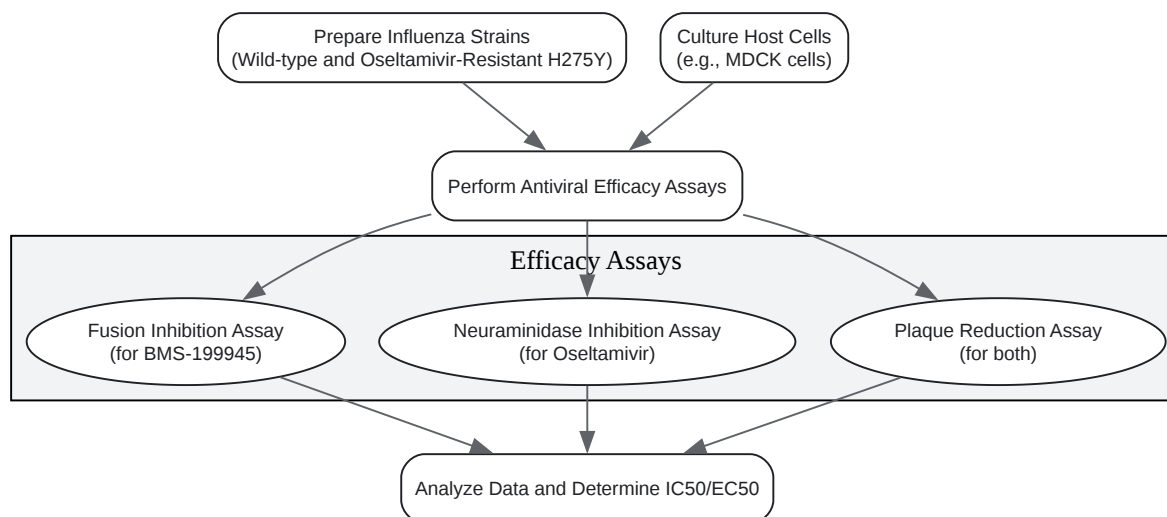 Prepare Influenza Strains
(Wild-type and Oseltamivir-Resistant H275Y)
Culture Host Cells
(e.g., MDCK cells)
Perform Antiviral Efficacy Assays
Efficacy Assays
Fusion Inhibition Assay
(for BMS-199945)
Neuraminidase Inhibition Assay
(for Oseltamivir)
Plaque Reduction Assay
(for both)
Analyze Data and Determine IC50/EC50